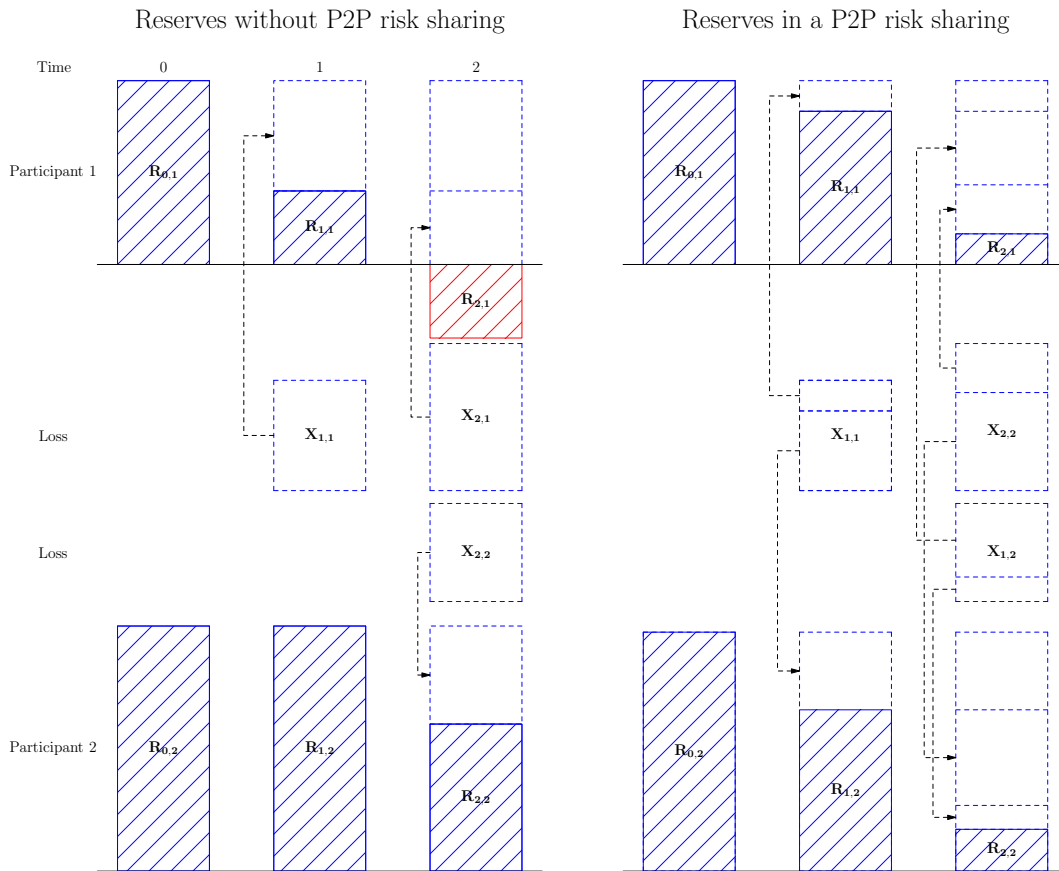 Reserves without P2P risk sharing
Reserves in a P2P risk sharing
Time
0
1
2
Participant 1
R0,1
R1,1
R2,1
R0,1
R1,1
R2,1
Loss
X1,1
X2,1
X1,1
X2,2
Loss
X2,2
X1,2
Participant 2
R0,2
R1,2
R2,2
R0,2
R1,2
R2,2